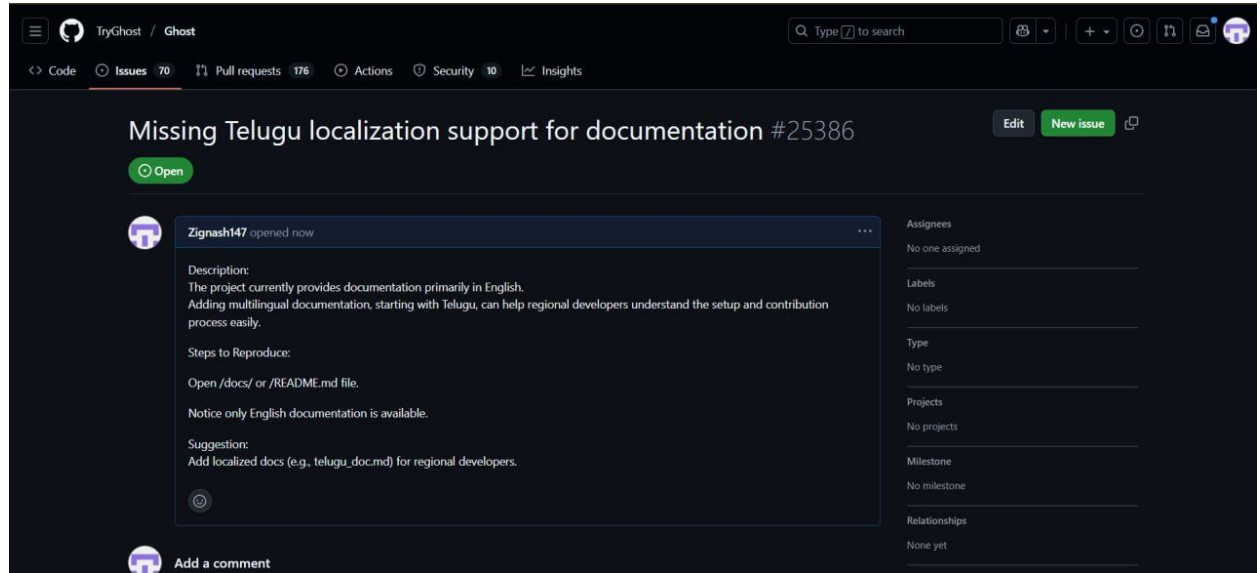 TryGhost / Ghost
Type / to search
Code
Issues 70
Pull requests 176
Actions
Security 10
Insights
Missing Telugu localization support for documentation #25386
Edit
New issue
Open
Zignash147 opened now
Description:
The project currently provides documentation primarily in English.
Adding multilingual documentation, starting with Telugu, can help regional developers understand the setup and contribution
process easily.
Steps to Reproduce:
Open /docs/ or /README.md file.
Notice only English documentation is available.
Suggestion:
Add localized docs (e.g., telugu_doc.md) for regional developers.
Assignees
No one assigned
Labels
No labels
Type
No type
Projects
No projects
Milestone
No milestone
Relationships
None yet
Add a comment